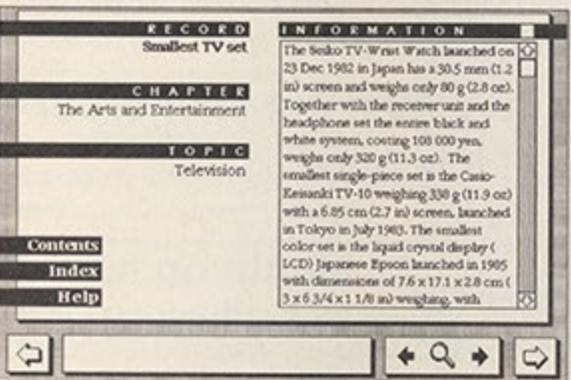 RECORD
Smallest TV set
CHAPTER
The Arts and Entertainment
TOPIC
Television
Contents
Index
Help
INFORMATION
The Seiko TV-Wrist Watch launched on
23 Dec 1982 in Japan has a 30.5 mm (1.2
in) screen and weighs only 80 g (2.8 oz).
Together with the receiver unit and the
headphone set the entire black and
white system, costing 108 000 yen,
weighs only 320 g (11.3 oz). The
smallest single-piece set is the Casio-
Keisanki TV-10 weighing 338 g (11.9 oz)
with a 6.85 cm (2.7 in) screen, launched
in Tokyo in July 1983. The smallest
color set is the liquid crystal display (
LCD) Japanese Epson launched in 1985
with dimensions of 7.6 x 17.1 x 2.8 cm (
3 x 6 3/4 x 1 1/8 in) weighing, with